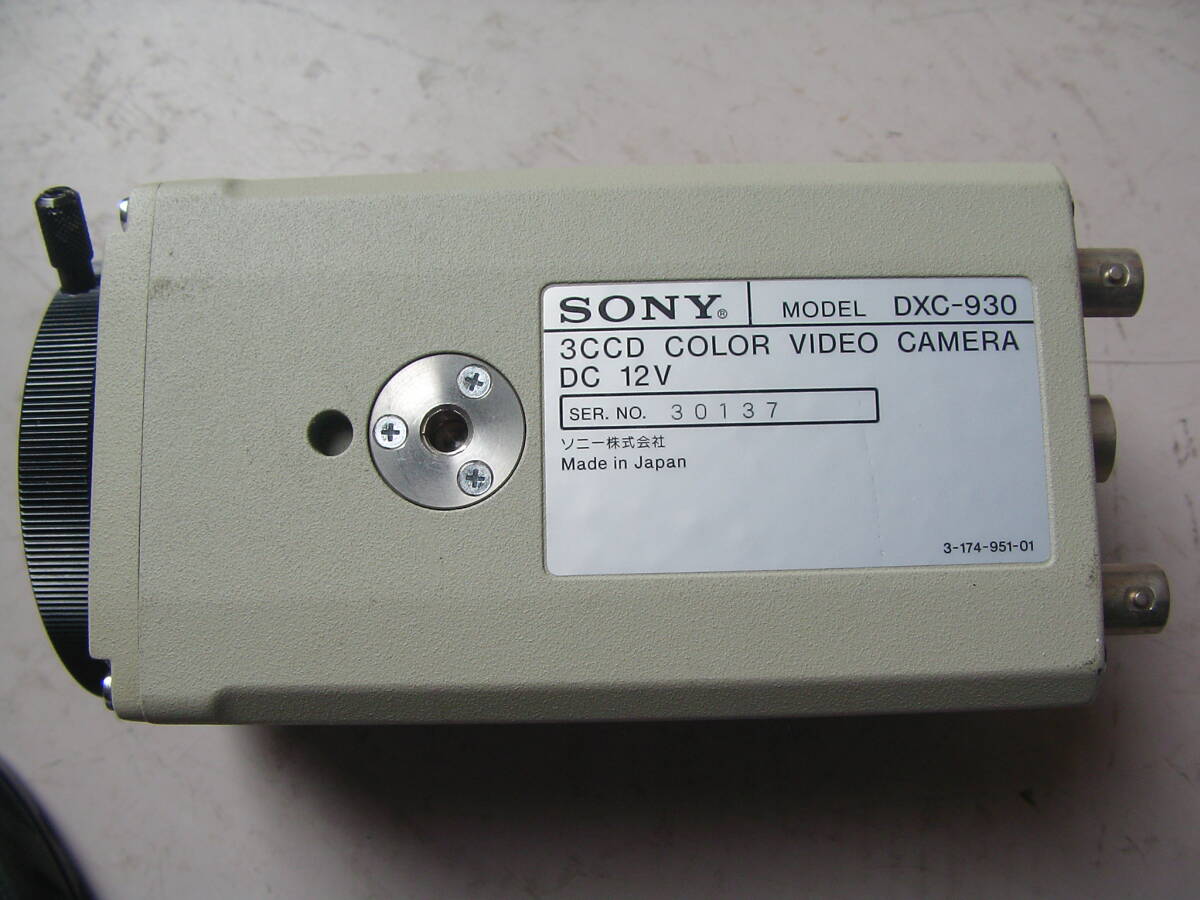 SONY® MODEL DXC-930
3CCD COLOR VIDEO CAMERA
DC 12V
SER. NO. 30137
ソニー株式会社
Made in Japan
3-174-951-01